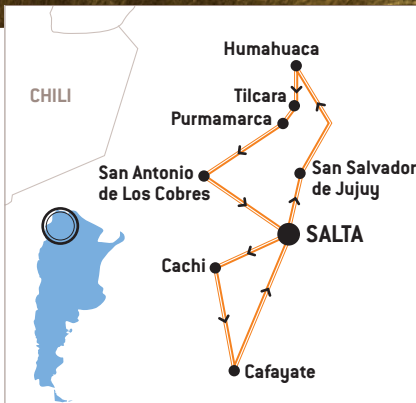 Humahuaca
CHILI
Tilcara
Purmamarca
San Antonio
de Los Cobres
San Salvador
de Jujuy
SALTA
Cachi
Cafayate